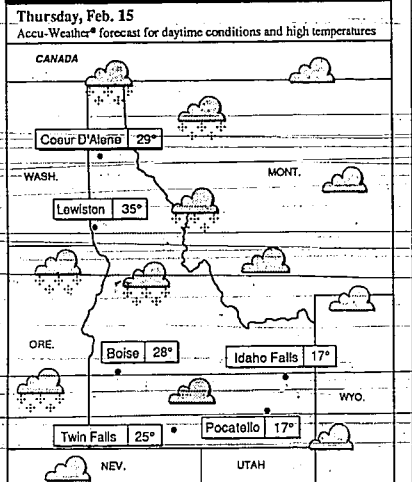 Thursday, Feb. 15
Accu-Weather® forecast for daytime conditions and high temperatures
CANADA
Coeur D'Alene 29°
WASH.
MONT.
Lewiston 35°
ORE.
Boise 28°
Idaho Falls 17°
WYO.
Twin Falls 25°
Pocatello 17°
NEV.
UTAH